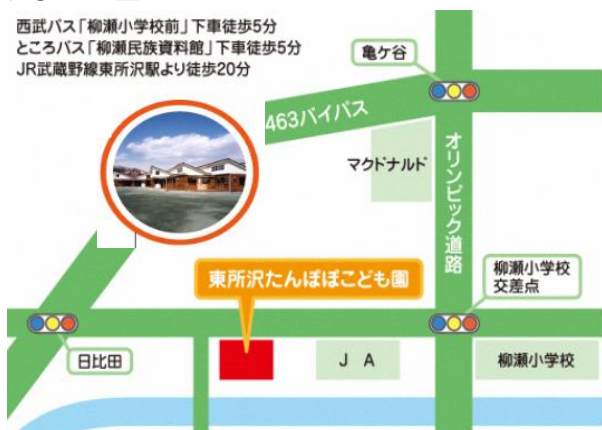 西武バス「柳瀬小学校前」下車徒歩5分
ところバス「柳瀬民族資料館」下車徒歩5分
JR武蔵野線東所沢駅より徒歩20分
亀ケ谷
463バイパス
マクドナルド
オリンピック道路
東所沢たんぽぽこども園
柳瀬小学校
交差点
日比田
JA
柳瀬小学校